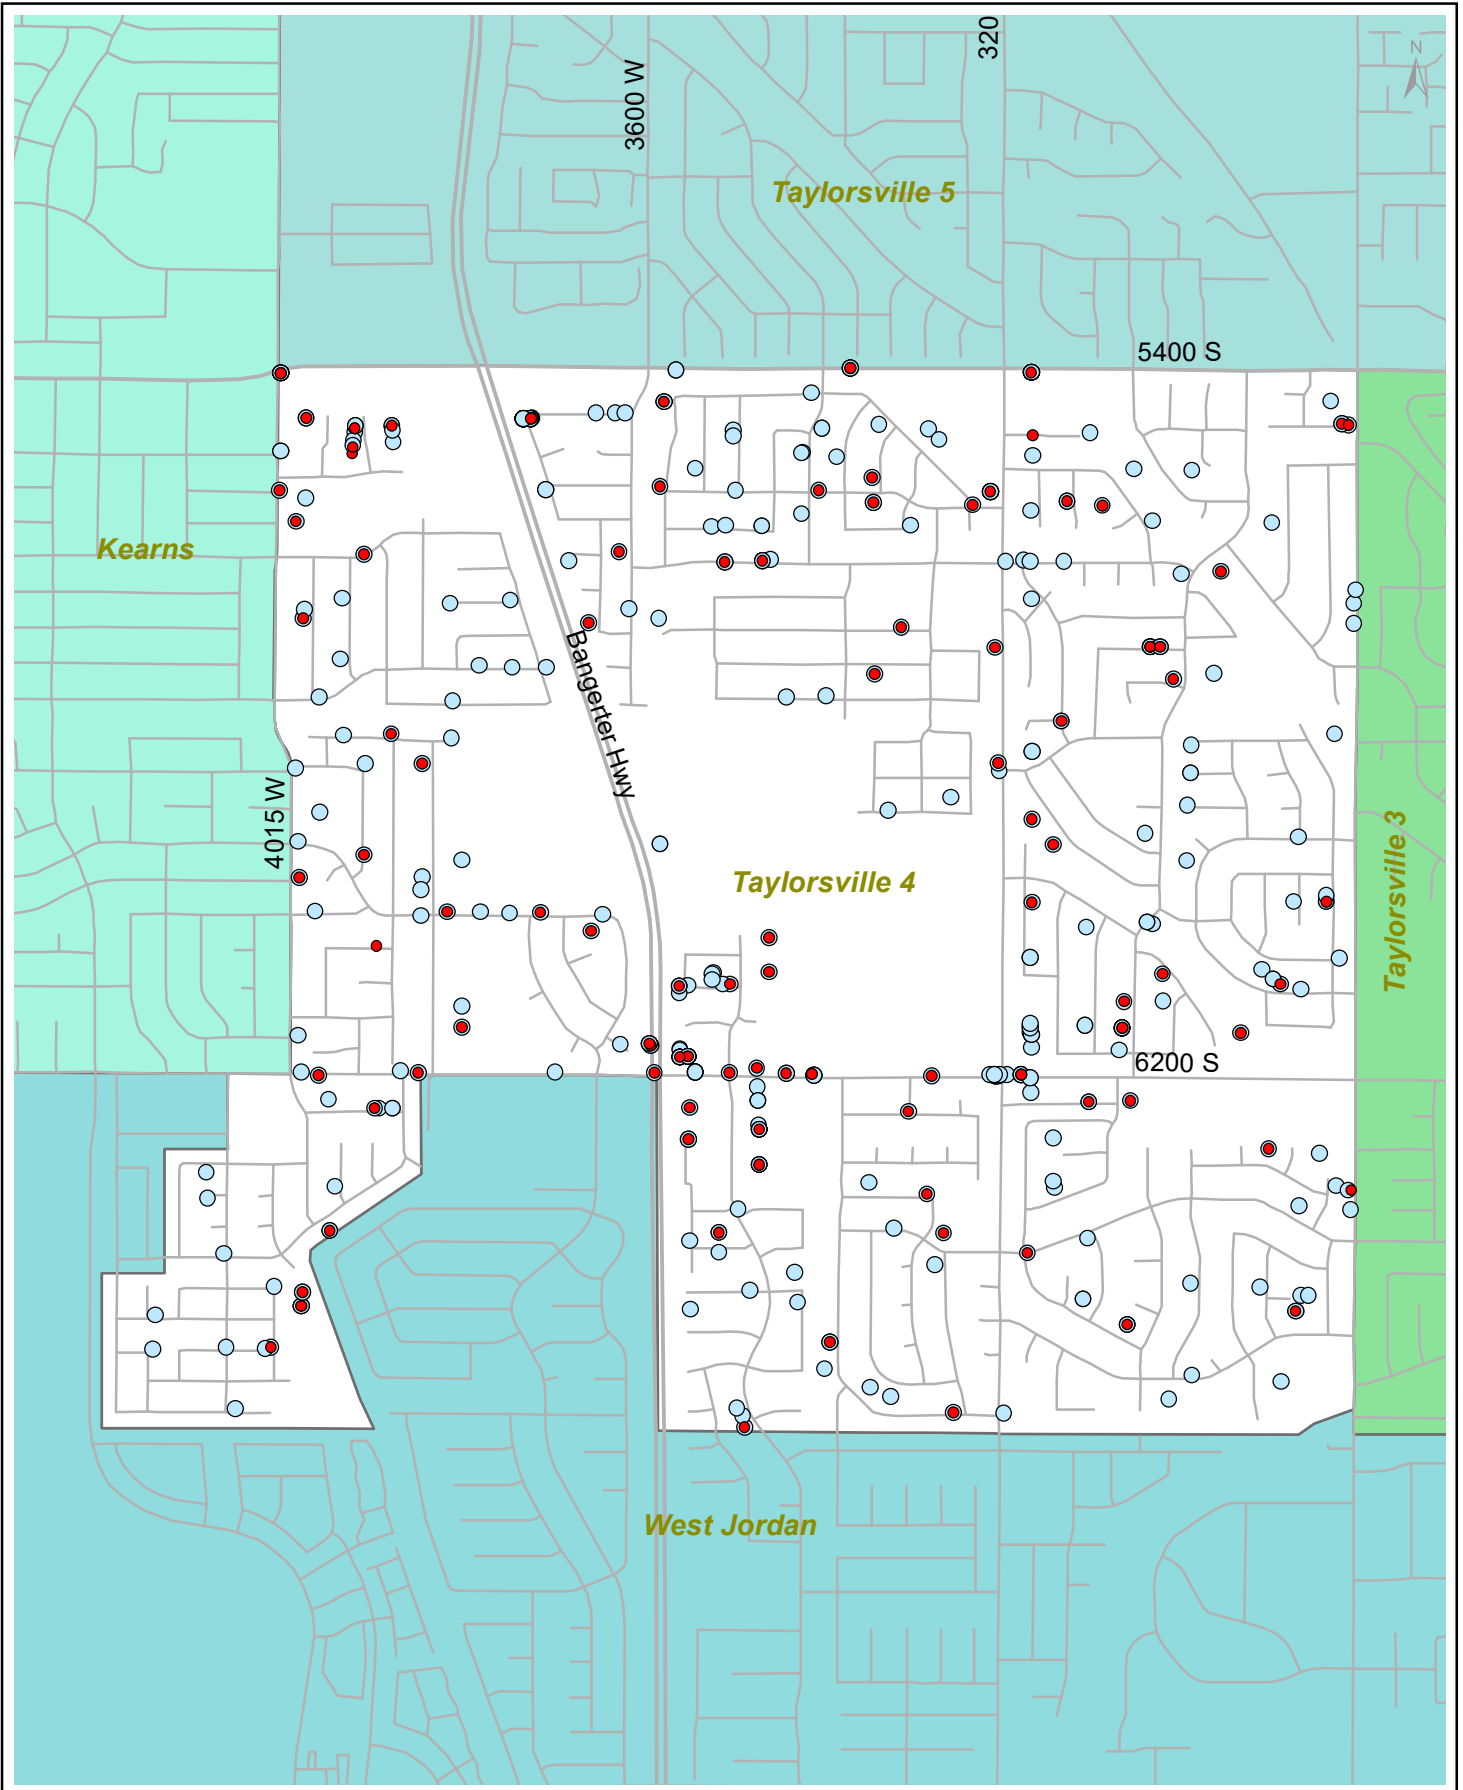 320
3600 W
N
Taylorsville 5
5400 S
Kearns
Bangerter Hwy
4015 W
Taylorsville 4
Taylorsville 3
6200 S
West Jordan